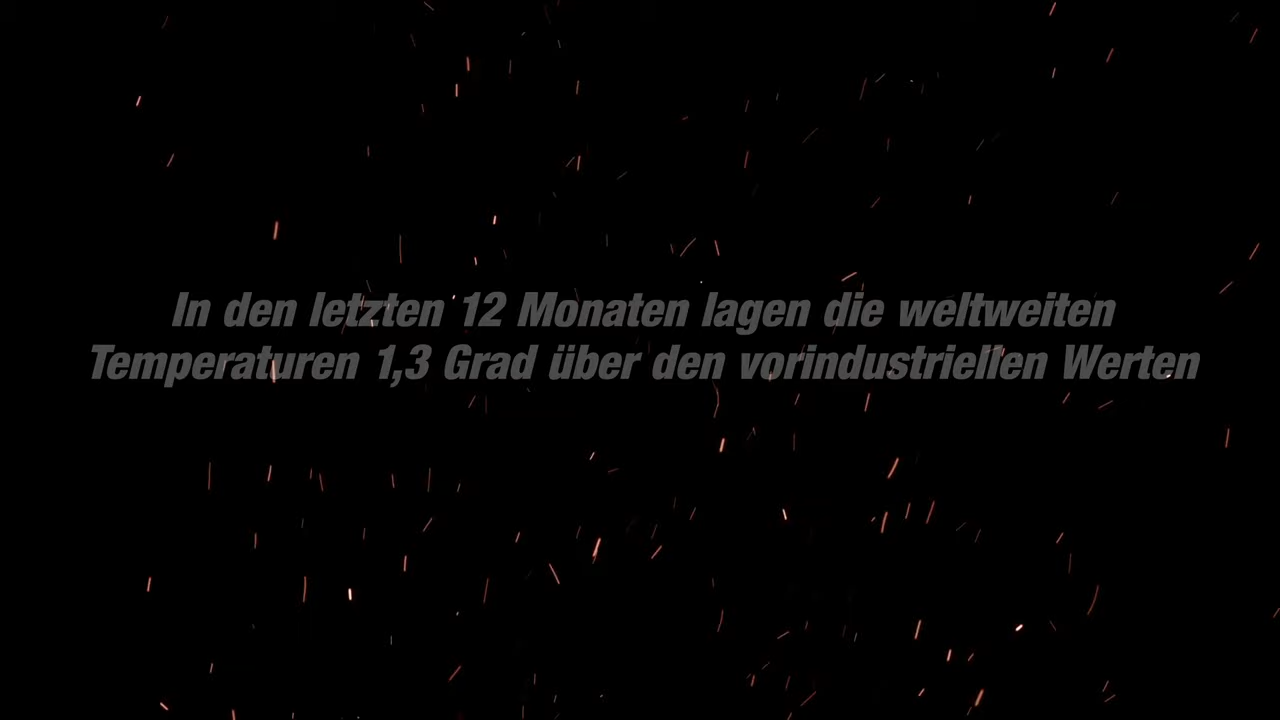 In den letzten 12 Monaten lagen die weltweiten
Temperaturen 1,3 Grad über den vorindustriellen Werten